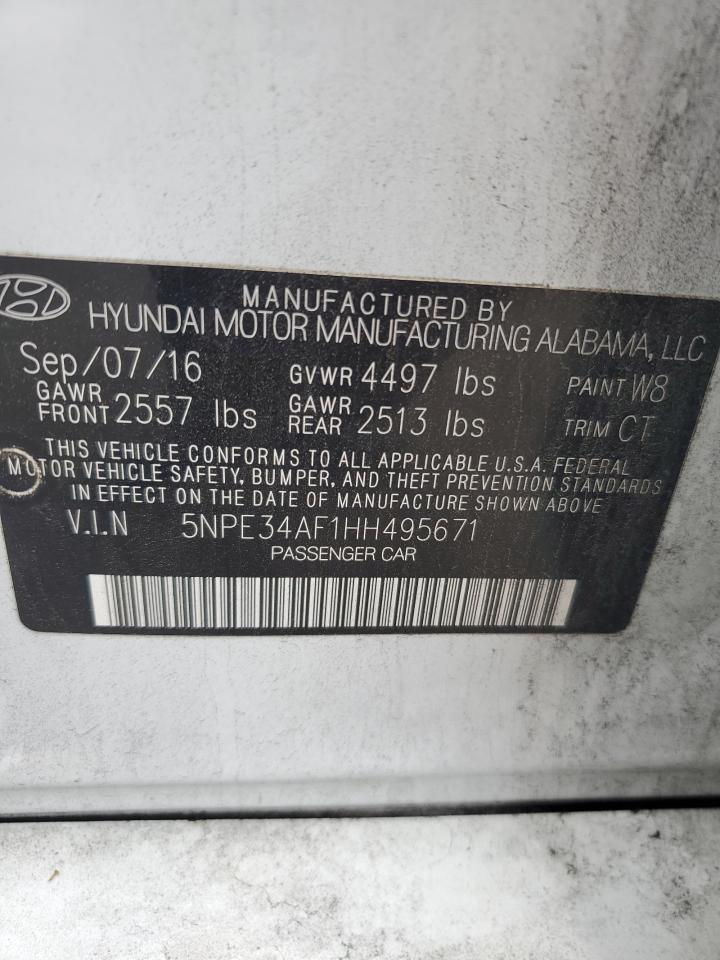 MANUFACTURED BY
HYUNDAI MOTOR MANUFACTURING ALABAMA, LLC
Sep/07/16 GVWR 4497 lbs PAINT W8
GAWR FRONT 2557 lbs GAWR REAR 2513 lbs TRIM CT
THIS VEHICLE CONFORMS TO ALL APPLICABLE U.S.A. FEDERAL
MOTOR VEHICLE SAFETY, BUMPER, AND THEFT PREVENTION STANDARDS
IN EFFECT ON THE DATE OF MANUFACTURE SHOWN ABOVE
V.I.N 5NPE34AF1HH495671
PASSENGER CAR